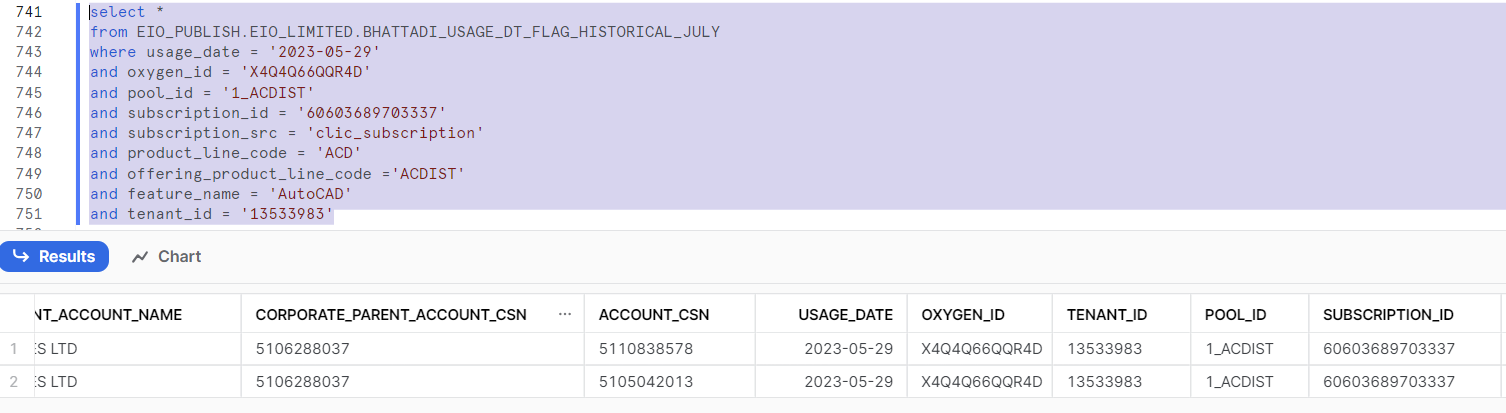 741 select *
742 from EIO_PUBLISH.EIO_LIMITED.BHATTADI_USAGE_DT_FLAG_HISTORICAL_JULY
743 where usage_date = '2023-05-29'
744 and oxygen_id = 'X4Q4Q66QQR4D'
745 and pool_id = '1_ACDIST'
746 and subscription_id = '60603689703337'
747 and subscription_src = 'clic_subscription'
748 and product_line_code = 'ACD'
749 and offering_product_line_code ='ACDIST'
750 and feature_name = 'AutoCAD'
751 and tenant_id = '13533983'
Results Chart
NT_ACCOUNT_NAME CORPORATE_PARENT_ACCOUNT_CSN ... ACCOUNT_CSN USAGE_DATE OXYGEN_ID TENANT_ID POOL_ID SUBSCRIPTION_ID
1 ES LTD 5106288037 5110838578 2023-05-29 X4Q4Q66QQR4D 13533983 1_ACDIST 60603689703337
2 ES LTD 5106288037 5105042013 2023-05-29 X4Q4Q66QQR4D 13533983 1_ACDIST 60603689703337